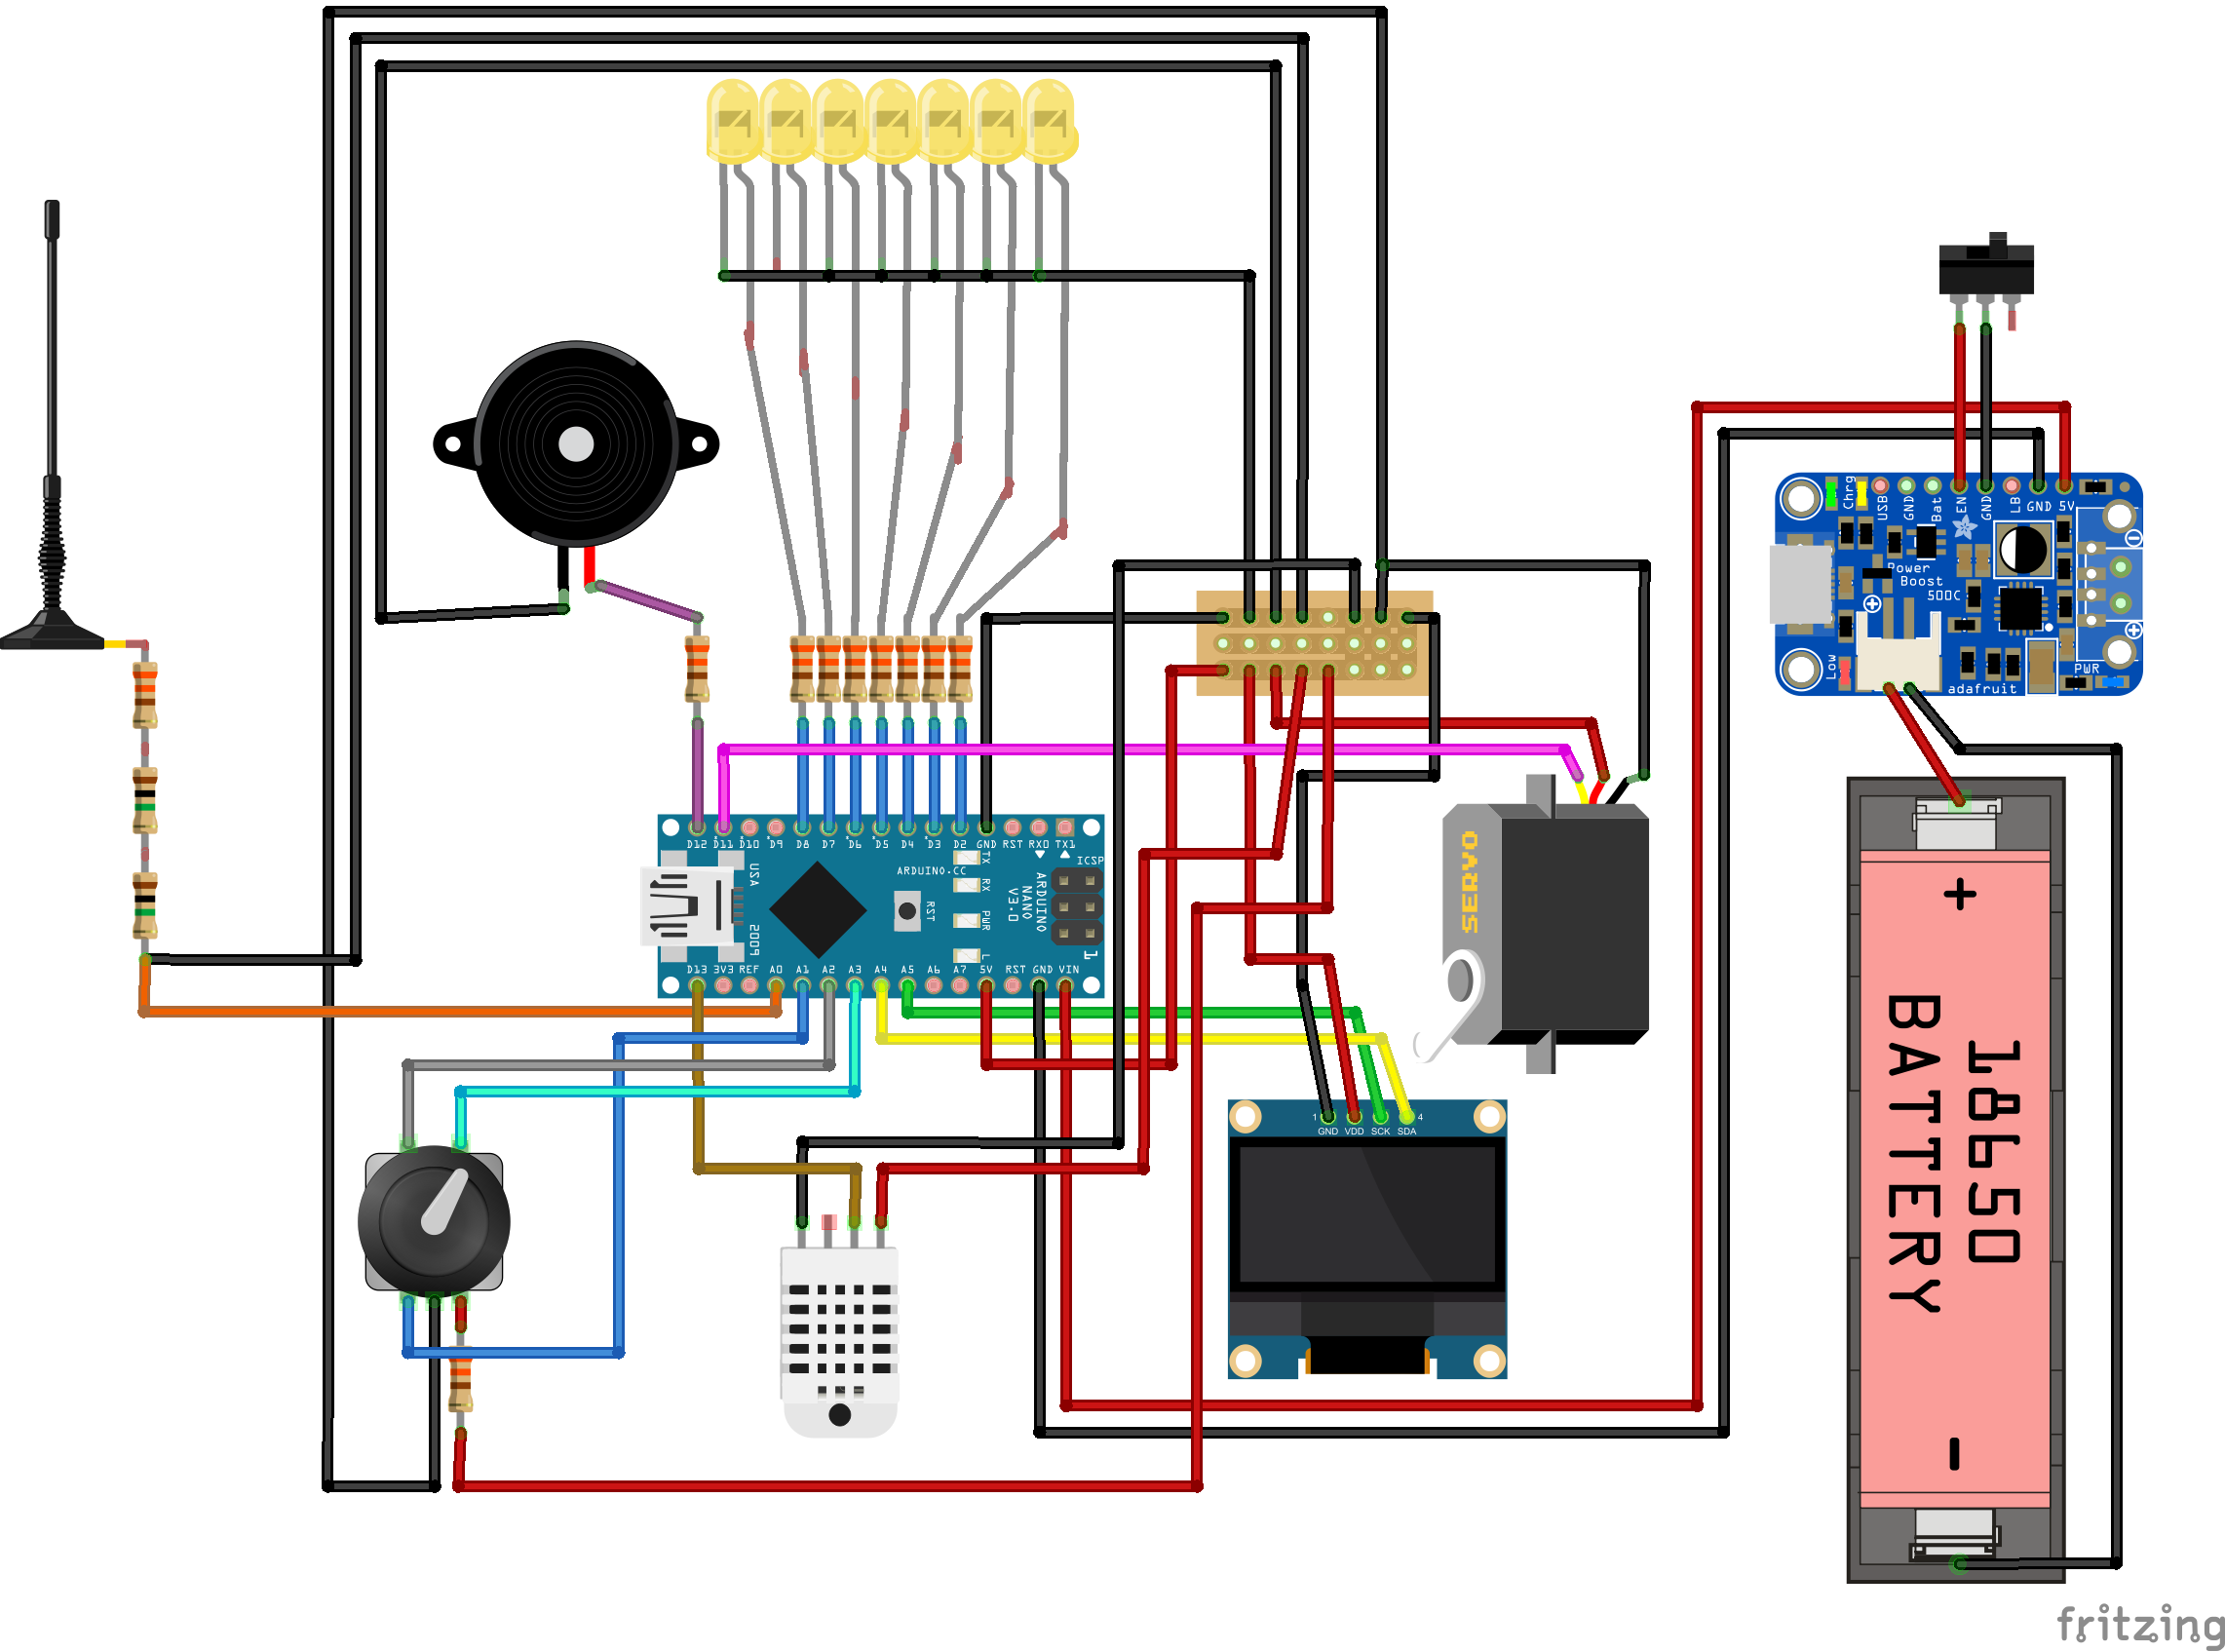 Chrg
USB
GND
Bat
EN
GND
LB
GND
5V
Power
Boost
500C
Low
adafruit
PWR
D12
D11
D10
D9
D8
D7
D6
D5
D4
D3
D2
GND
RST
RX0
TX1
USA
ARDUINO.CC
TX
RX
PWR
L
RST
ARDUINO
NANO
V3.0
ICSP
1
D13
3V3
REF
A0
A1
A2
A3
A4
A5
A6
A7
5V
RST
GND
VIN
SERVO
1
4
GND
VDD
SCK
SDA
+
18650
BATTERY
-
fritzing